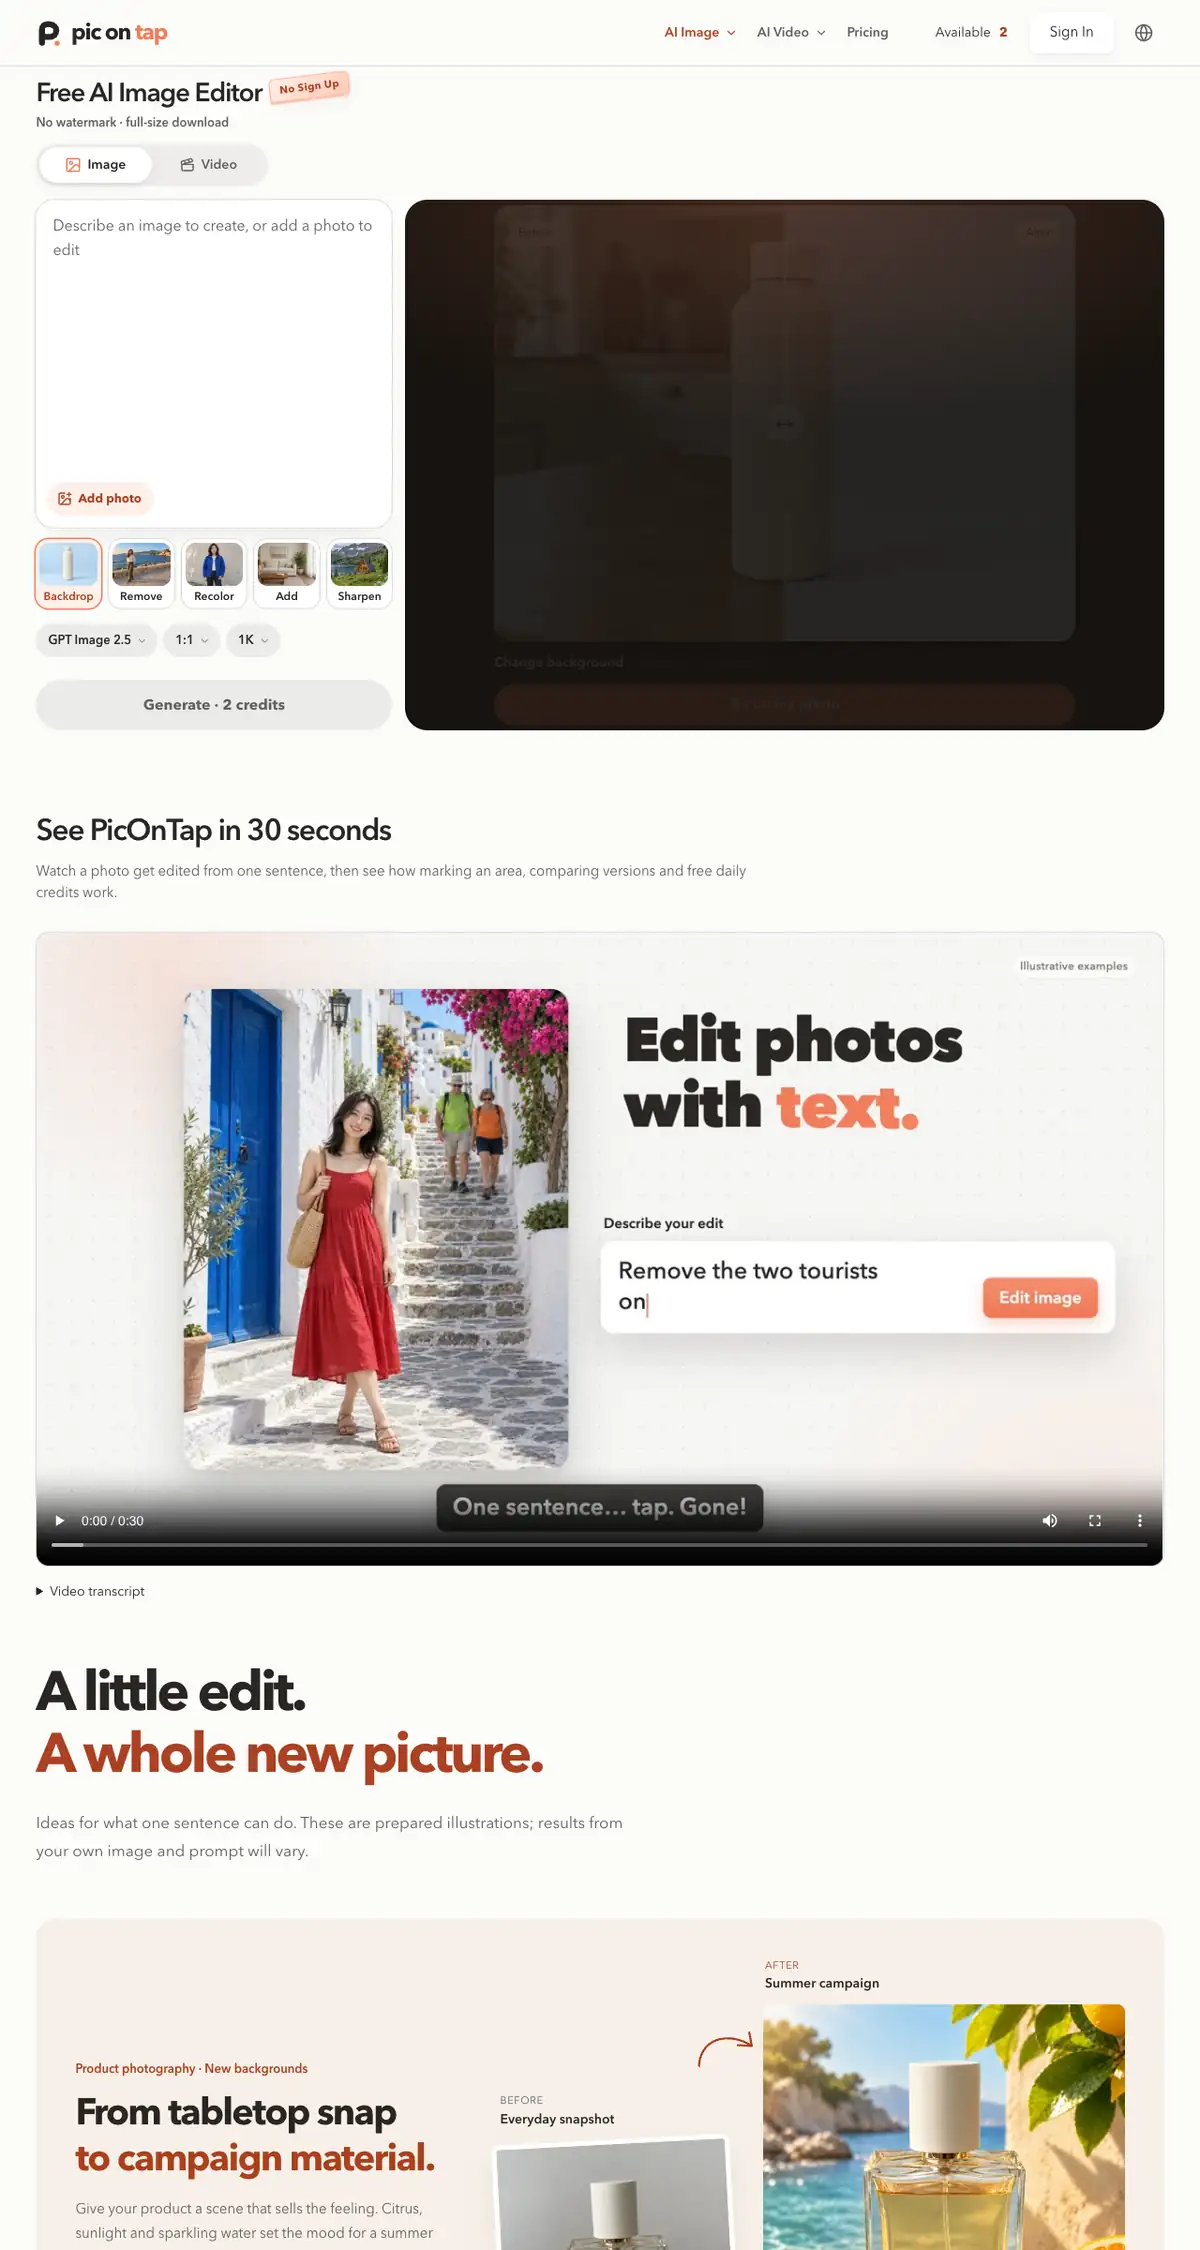 pic on tap
AI Image
AI Video
Pricing
Available 2
Sign In
Free AI Image Editor
No Sign Up
No watermark · full-size download
Image
Video
Describe an image to create, or add a photo to
edit
Add photo
Backdrop
Remove
Recolor
Add
Sharpen
GPT Image 2.5
1:1
1K
Generate · 2 credits
Change background
See PicOnTap in 30 seconds
Watch a photo get edited from one sentence, then see how marking an area, comparing versions and free daily
credits work.
Illustrative examples
Edit photos
with text.
Describe your edit
Remove the two tourists
on
Edit image
One sentence... tap. Gone!
0:00 / 0:30
Video transcript
A little edit.
A whole new picture.
Ideas for what one sentence can do. These are prepared illustrations; results from
your own image and prompt will vary.
AFTER
Summer campaign
Product photography · New backgrounds
From tabletop snap
to campaign material.
BEFORE
Everyday snapshot
Give your product a scene that sells the feeling. Citrus,
sunlight and sparkling water set the mood for a summer